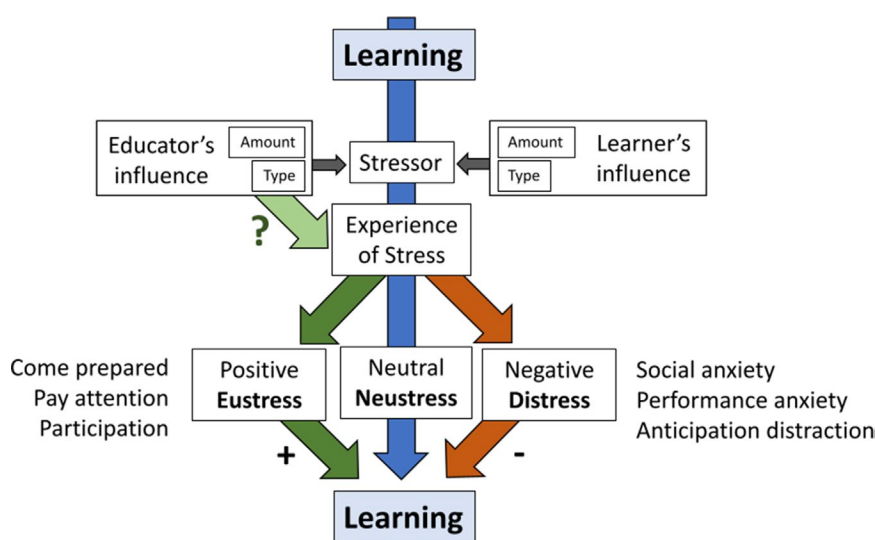 Learning
Educator's
influence
Amount
Type
Stressor
Amount
Type
Learner's
influence
?
Experience
of Stress
Come prepared
Pay attention
Participation
Positive
Eustress
Neutral
Neustress
Negative
Distress
Social anxiety
Performance anxiety
Anticipation distraction
+
-
Learning